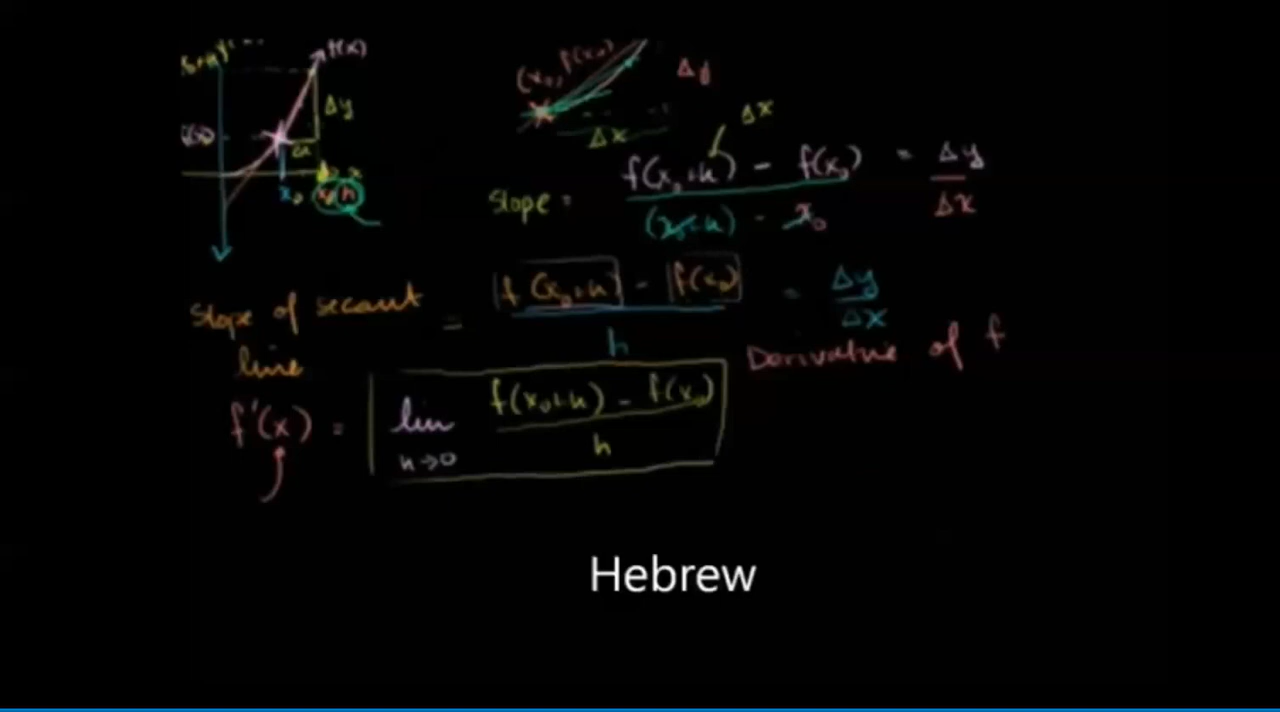 f(x)
Δy
x₀
(x₀, f(x₀))
Δy
Δx
Δx
slope = f(x₀+h) - f(x₀) / (x₀+h) - x₀ = Δy / Δx
Slope of secant line = f(x₀+h) - f(x₀) / h = Δy / Δx
Derivative of f
f'(x) = lim h→0 f(x₀+h) - f(x₀) / h
Hebrew